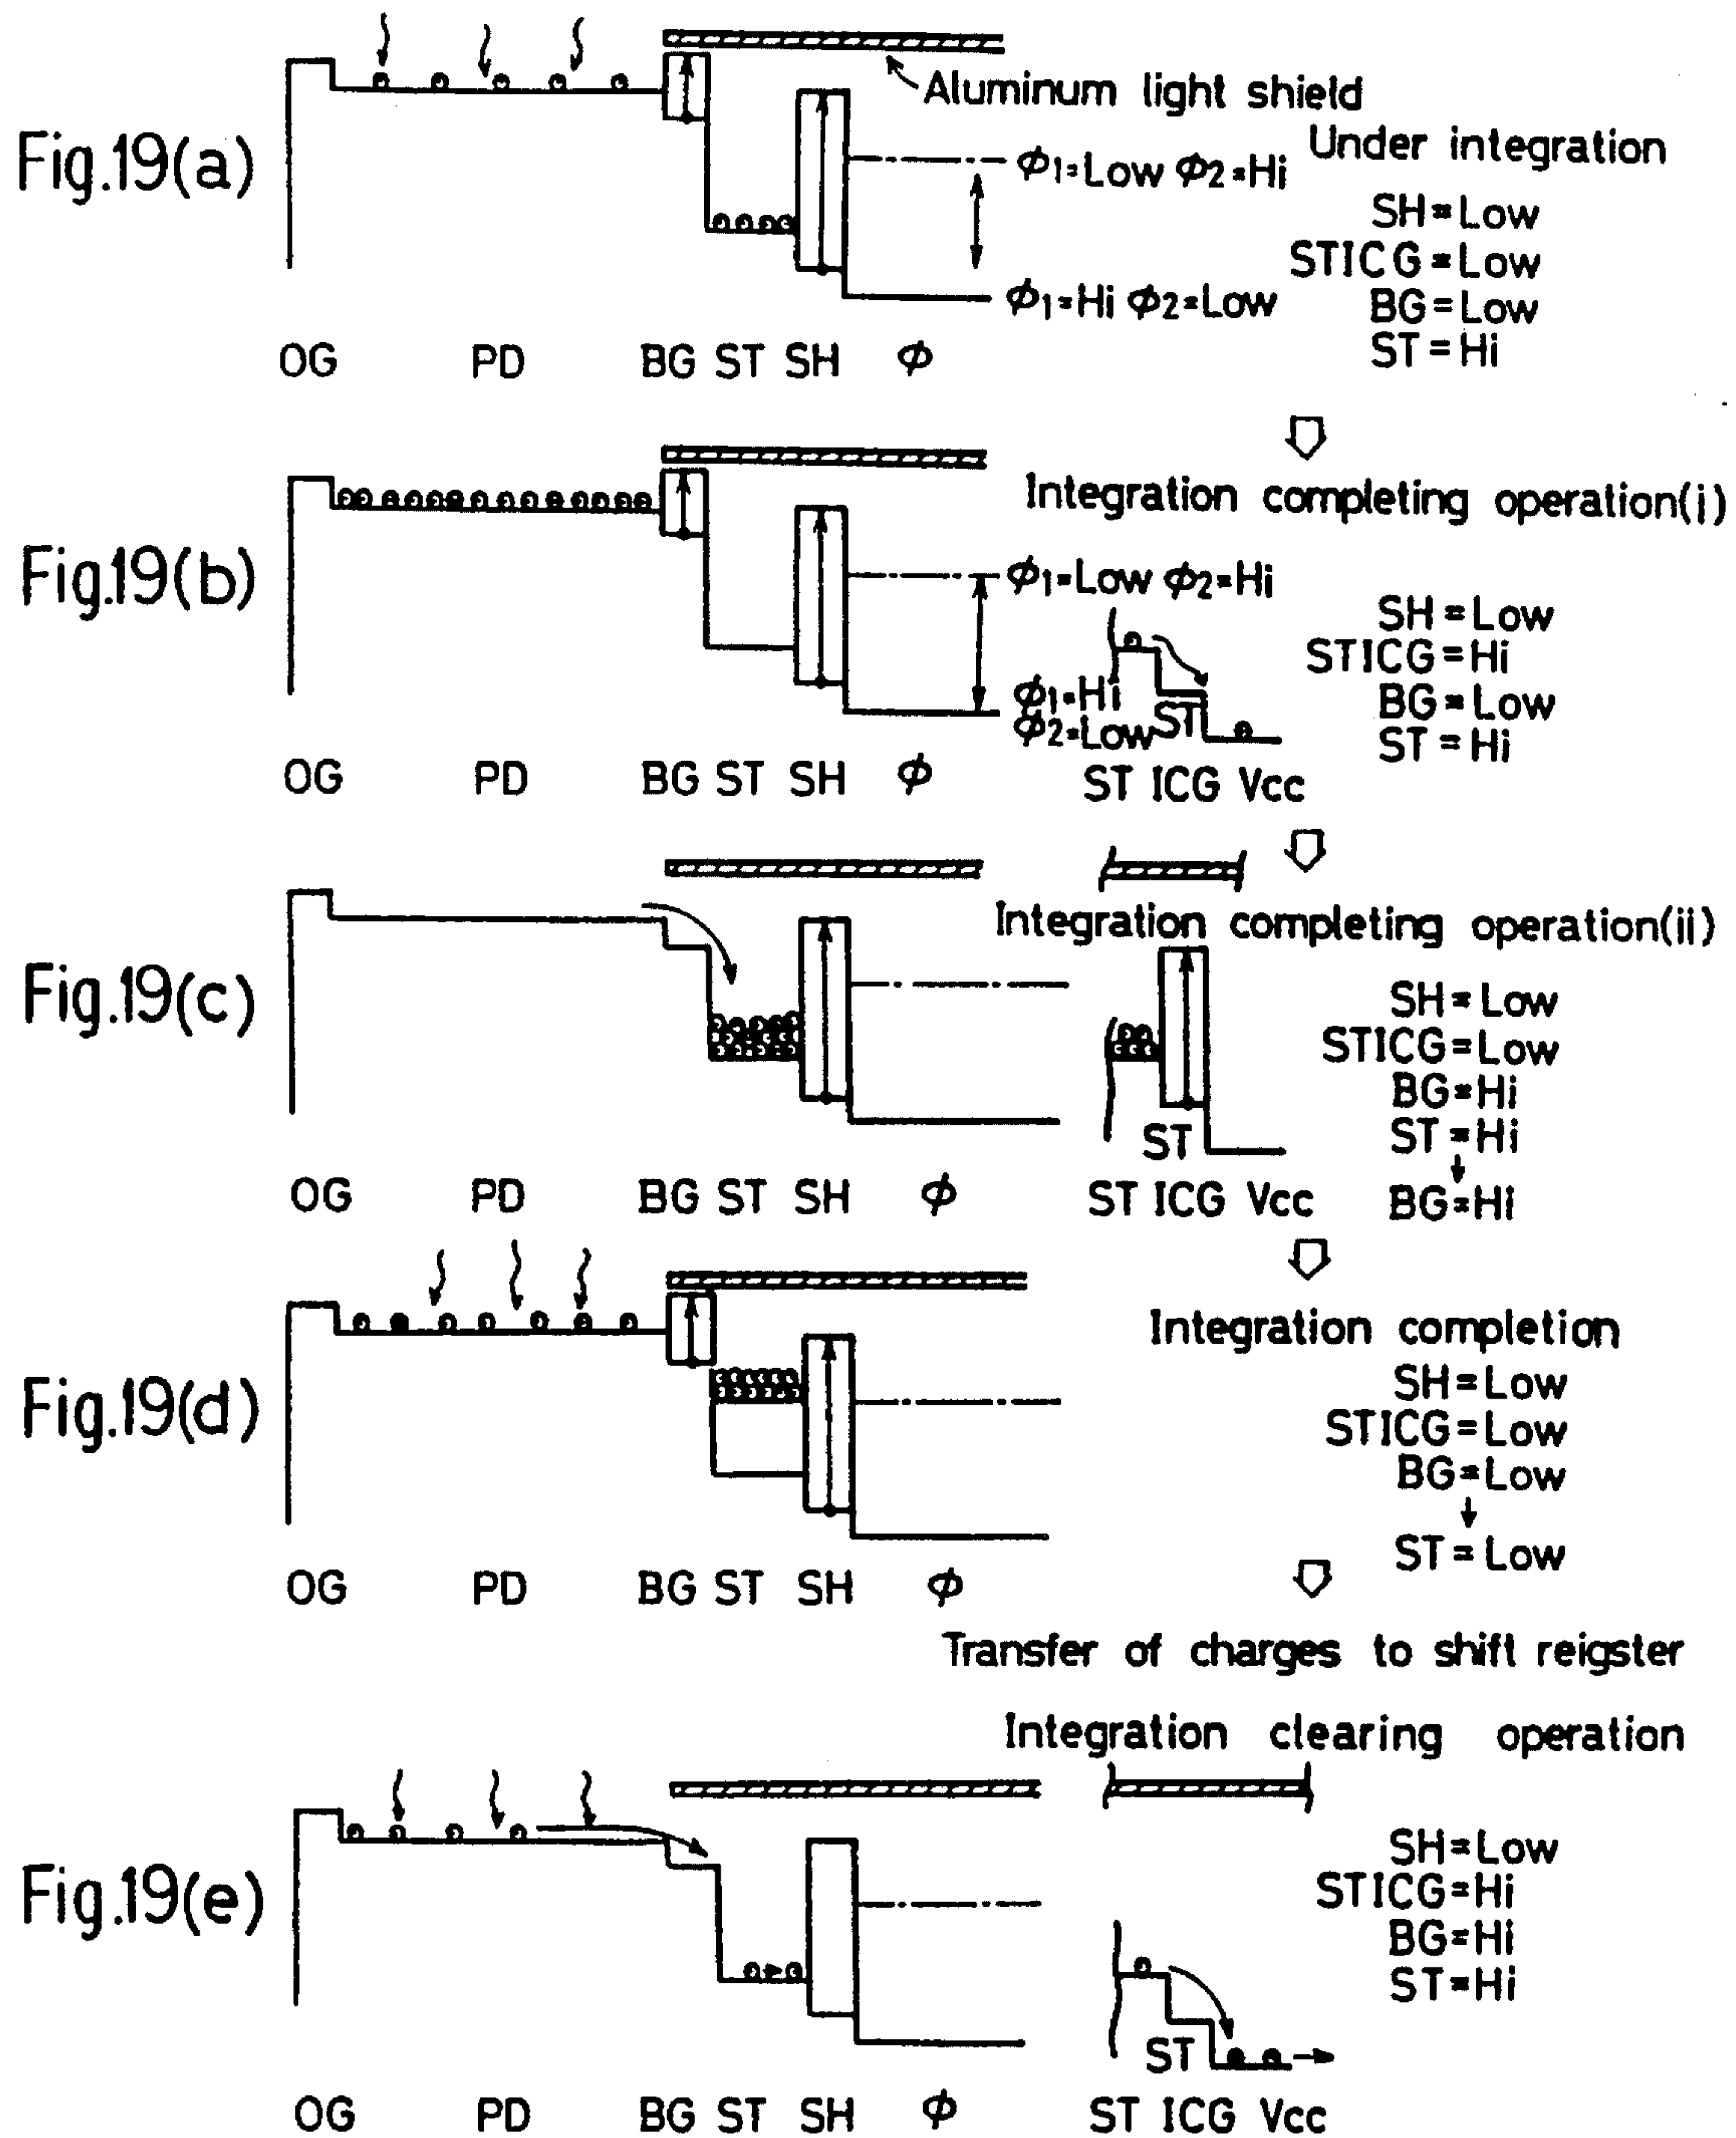 Fig.19(a)
Aluminum light shield
Under integration
ϕ1=Low ϕ2=Hi
SH=Low
STICG=Low
ϕ1=Hi ϕ2=Low
BG=Low
ST=Hi
OG PD BG ST SH ϕ
Fig.19(b)
Integration completing operation(i)
ϕ1=Low ϕ2=Hi
SH=Low
STICG=Hi
ϕ1=Hi
ϕ2=Low
ST
BG=Low
ST=Hi
OG PD BG ST SH ϕ
ST ICG Vcc
Fig.19(c)
Integration completing operation(ii)
SH=Low
STICG=Low
BG=Hi
ST=Hi
BG=Hi
ST
OG PD BG ST SH ϕ
ST ICG Vcc
Fig.19(d)
Integration completion
SH=Low
STICG=Low
BG=Low
ST=Low
OG PD BG ST SH ϕ
Transfer of charges to shift reigster
Fig.19(e)
Integration clearing operation
SH=Low
STICG=Hi
BG=Hi
ST=Hi
ST
OG PD BG ST SH ϕ
ST ICG Vcc